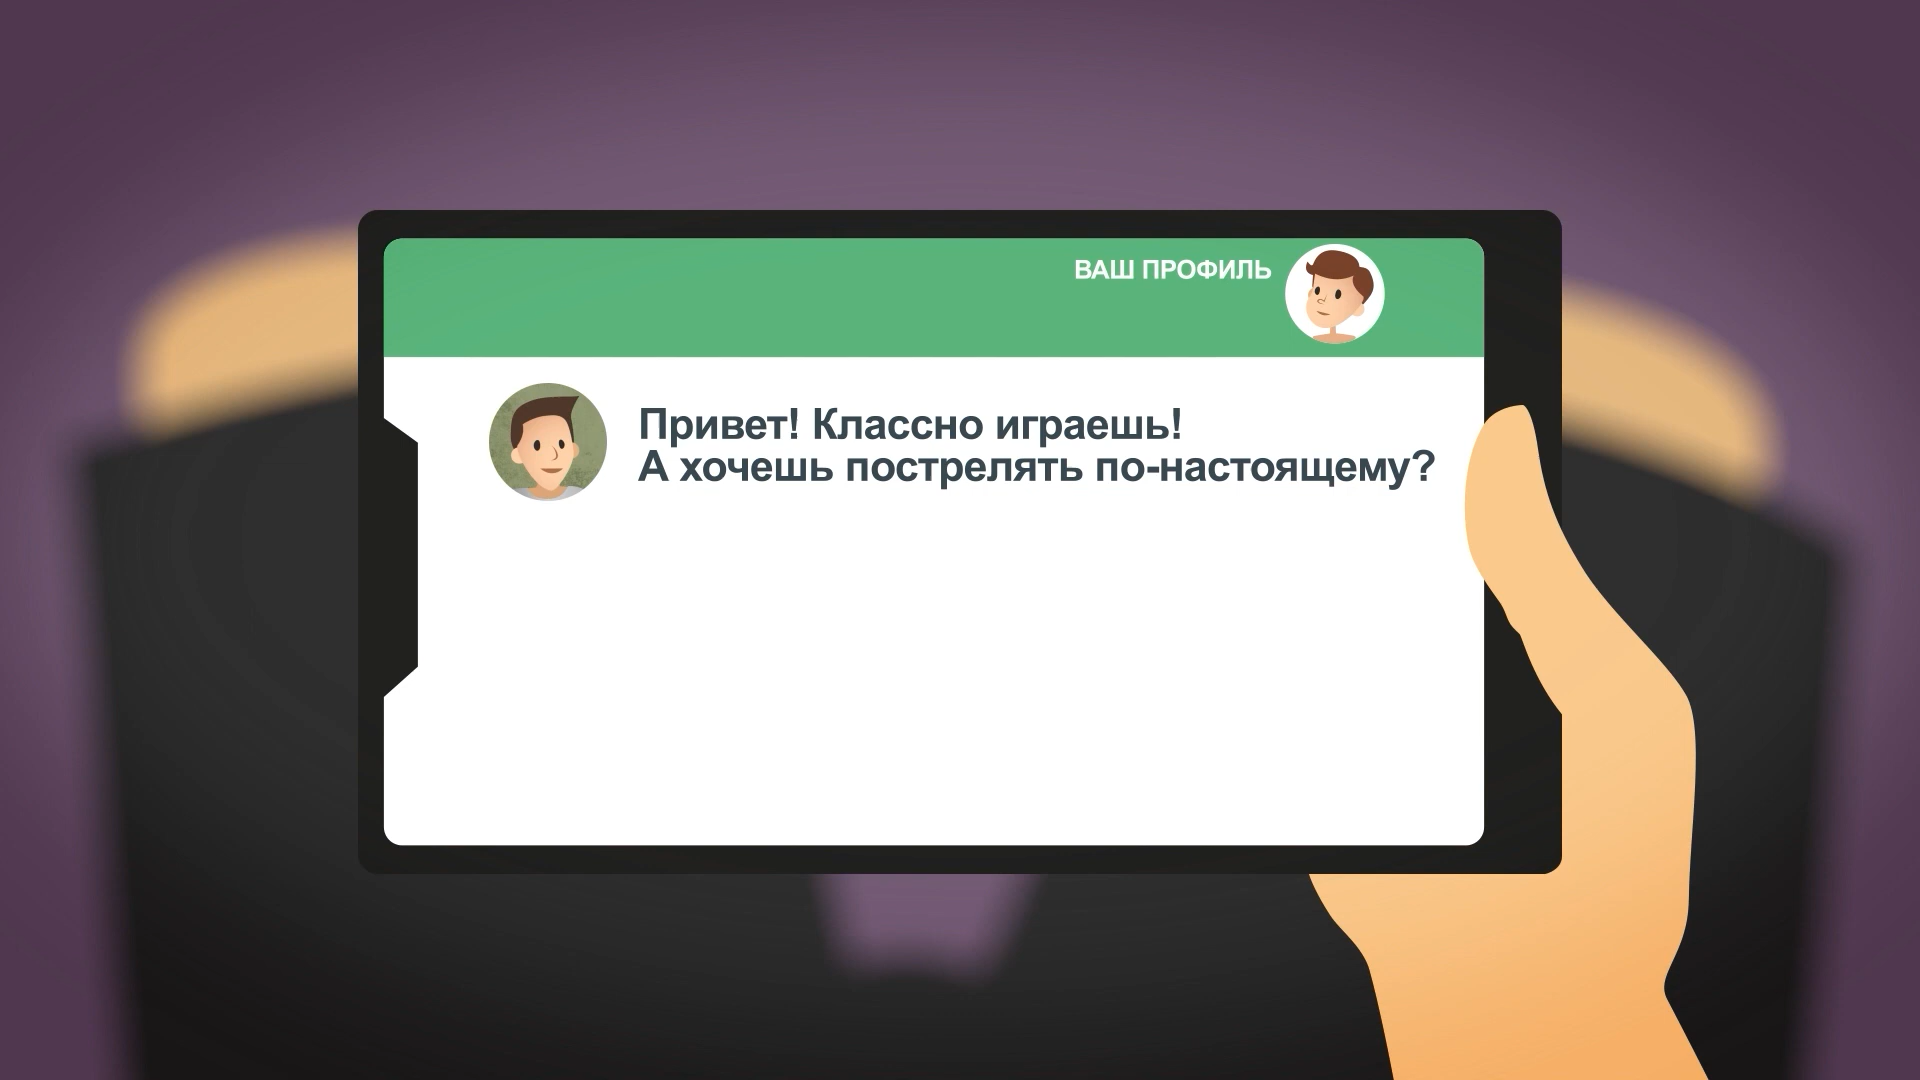 ВАШ ПРОФИЛЬ
Привет! Классно играешь!
А хочешь пострелять по-настоящему?